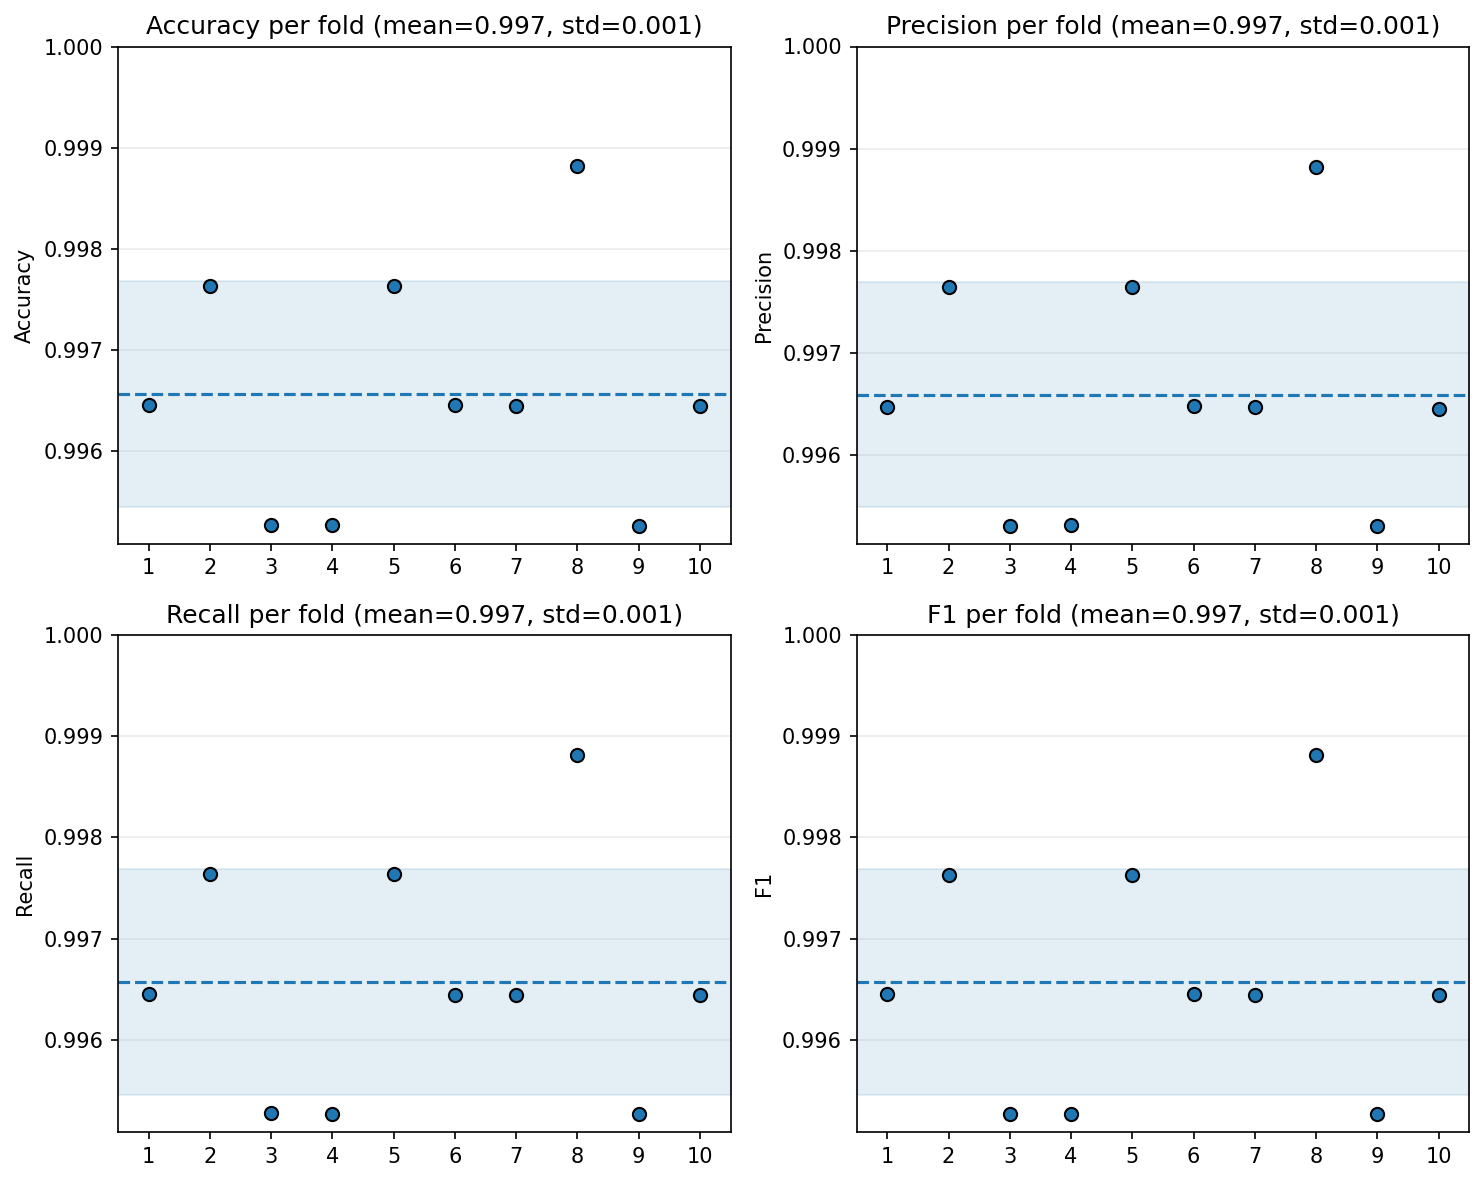 Accuracy per fold (mean=0.997, std=0.001)
1.000
0.999
0.998
0.997
0.996
Accuracy
1 2 3 4 5 6 7 8 9 10
Precision per fold (mean=0.997, std=0.001)
1.000
0.999
0.998
0.997
0.996
Precision
1 2 3 4 5 6 7 8 9 10
Recall per fold (mean=0.997, std=0.001)
1.000
0.999
0.998
0.997
0.996
Recall
1 2 3 4 5 6 7 8 9 10
F1 per fold (mean=0.997, std=0.001)
1.000
0.999
0.998
0.997
0.996
F1
1 2 3 4 5 6 7 8 9 10